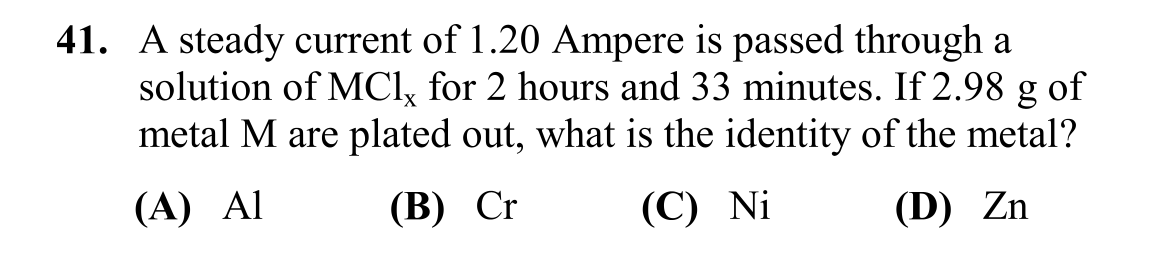 41. A steady current of 1.20 Ampere is passed through a
solution of MClₓ for 2 hours and 33 minutes. If 2.98 g of
metal M are plated out, what is the identity of the metal?
(A) Al (B) Cr (C) Ni (D) Zn